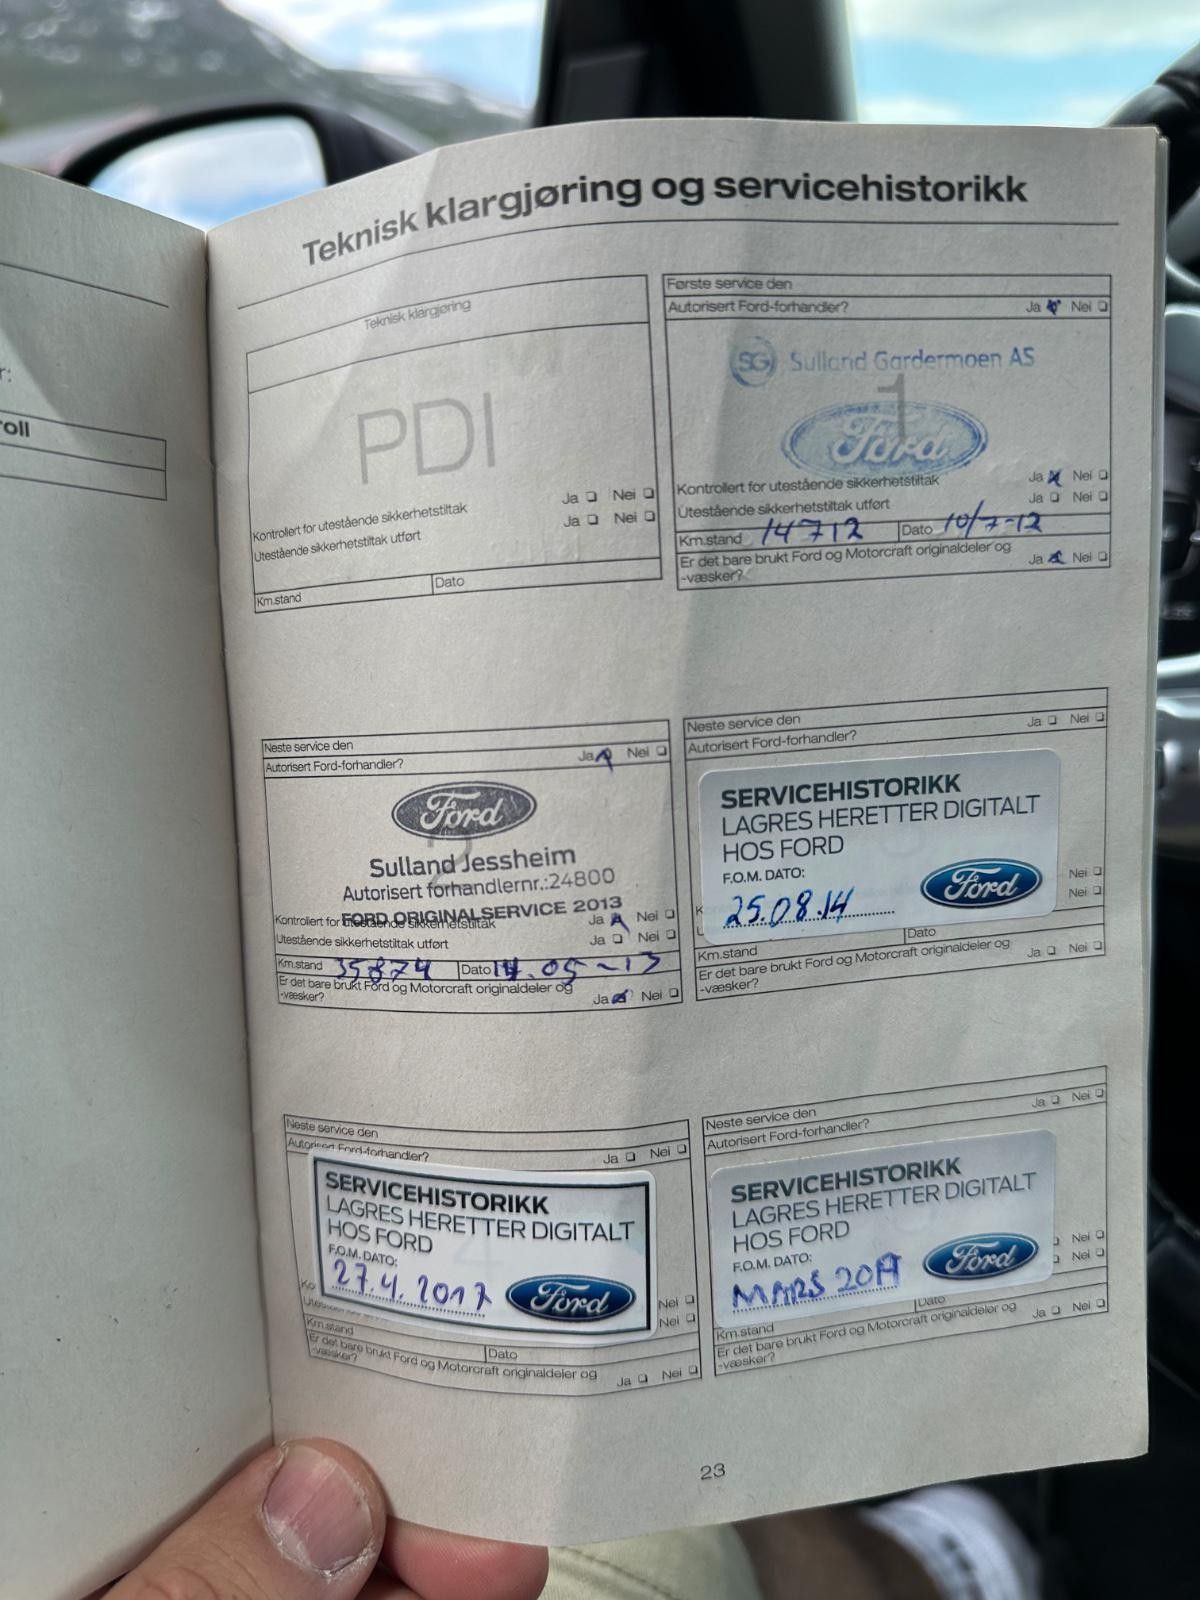 oll
Teknisk klargjøring og servicehistorikk
Teknisk klargjøring
PDI
Kontrollert for utestående sikkerhetstiltak
Ja Nei
Utestående sikkerhetstiltak utført
Ja Nei
Km.stand
Dato
Første service den
Autorisert Ford-forhandler?
Ja Nei
SG Sulland Gardermoen AS
1
Ford
Kontrollert for utestående sikkerhetstiltak
Ja Nei
Utestående sikkerhetstiltak utført
Ja Nei
Km.stand 14712 Dato 10/7-12
Er det bare brukt Ford og Motorcraft originaldeler og
-væsker?
Ja Nei
Neste service den
Autorisert Ford-forhandler?
Ja Nei
Ford
2
Sulland Jessheim
Autorisert forhandlernr.:24800
FORD ORIGINALSERVICE 2013
Kontrollert for utestående sikkerhetstiltak
Ja Nei
Utestående sikkerhetstiltak utført
Ja Nei
Km.stand 35874 Dato 14.05-13
Er det bare brukt Ford og Motorcraft originaldeler og
-væsker?
Ja Nei
Neste service den
Autorisert Ford-forhandler?
Ja Nei
SERVICEHISTORIKK
LAGRES HERETTER DIGITALT
HOS FORD
F.O.M. DATO:
25.08.14
Ford
Nei
Nei
Km.stand
Dato
Er det bare brukt Ford og Motorcraft originaldeler og
-væsker?
Ja Nei
Neste service den
Autorisert Ford-forhandler?
Ja Nei
SERVICEHISTORIKK
LAGRES HERETTER DIGITALT
HOS FORD
F.O.M. DATO:
27.4.2017
Ford
Nei
Nei
Km.stand
Dato
Er det bare brukt Ford og Motorcraft originaldeler og
-væsker?
Ja Nei
Neste service den
Autorisert Ford-forhandler?
Ja Nei
SERVICEHISTORIKK
LAGRES HERETTER DIGITALT
HOS FORD
F.O.M. DATO:
MARS
Ford
Nei
Nei
Km.stand
Dato
Er det bare brukt Ford og Motorcraft originaldeler og
-væsker?
Ja Nei
23